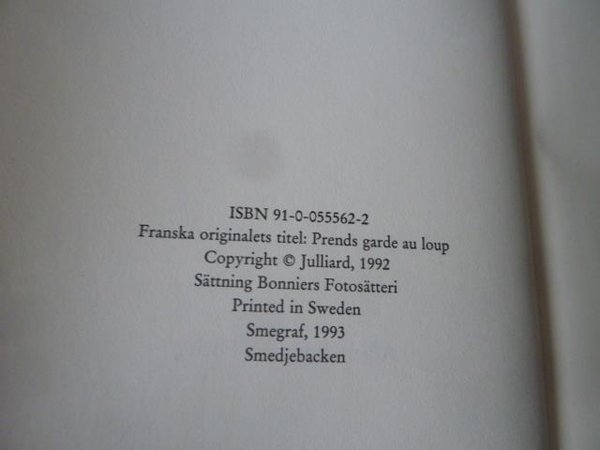 ISBN 91-0-055562-2
Franska originalets titel: Prends garde au loup
Copyright © Julliard, 1992
Sättning Bonniers Fotosätteri
Printed in Sweden
Smegraf, 1993
Smedjebacken